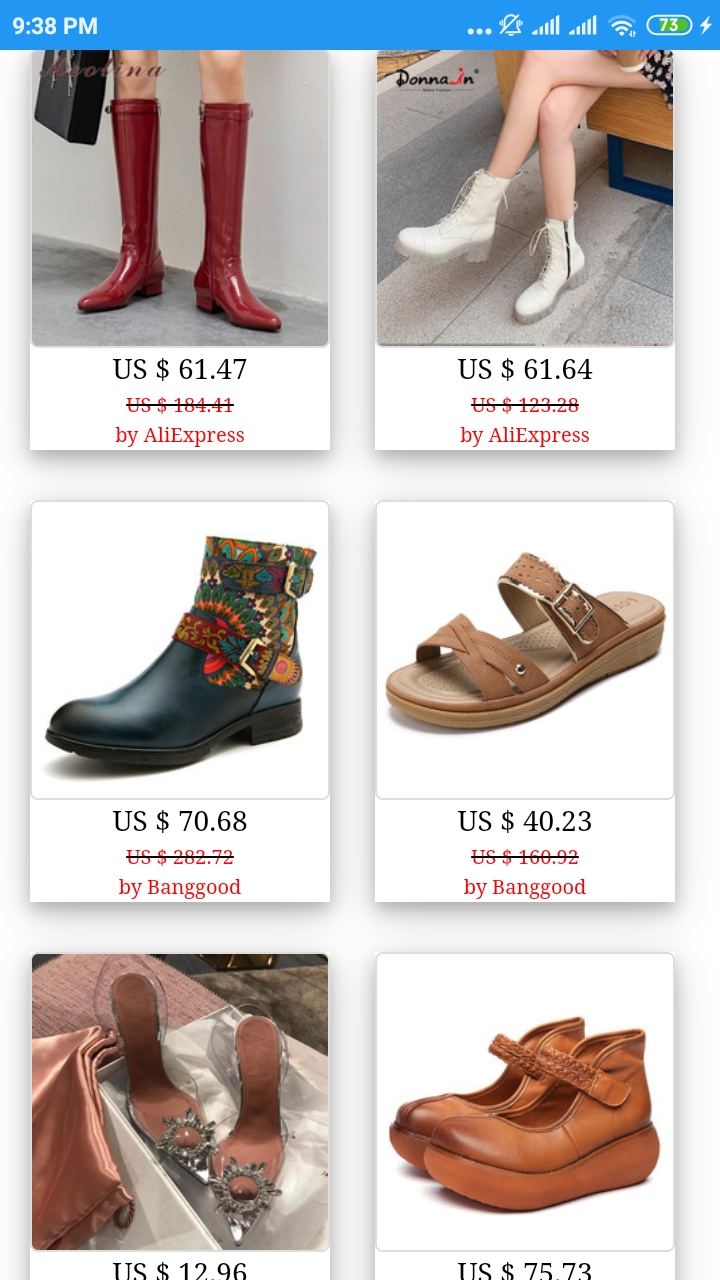 9:38 PM
73
Donna-in
US $ 61.47
US $ 184.41
by AliExpress
US $ 61.64
US $ 123.28
by AliExpress
US $ 70.68
US $ 282.72
by Banggood
US $ 40.23
US $ 160.92
by Banggood
US $ 12.96
US $ 75.73